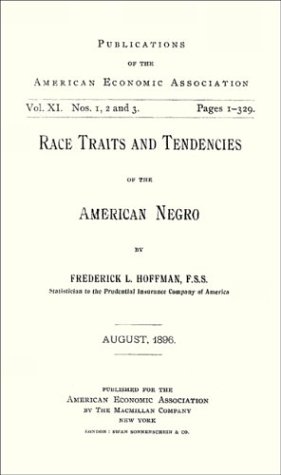 PUBLICATIONS
OF THE
AMERICAN ECONOMIC ASSOCIATION
VOL. XI. NOS. 1, 2 AND 3. PAGES 1–329.
RACE TRAITS AND TENDENCIES
OF THE
AMERICAN NEGRO
BY
FREDERICK L. HOFFMAN, F.S.S.
Statistician to the Prudential Insurance Company of America
AUGUST, 1896.
PUBLISHED FOR THE
AMERICAN ECONOMIC ASSOCIATION
BY THE MACMILLAN COMPANY
NEW YORK
LONDON: SWAN SONNENSCHEIN & CO.